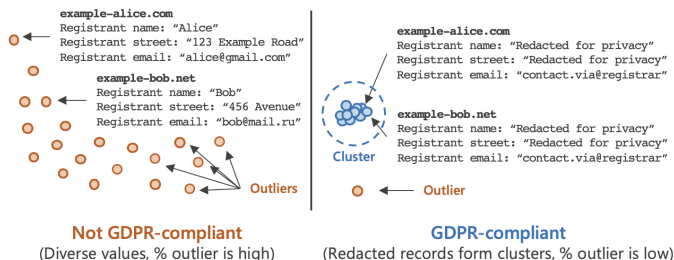 example-alice.com
Registrant name: “Alice”
Registrant street: “123 Example Road”
Registrant email: “alice@gmail.com”
example-bob.net
Registrant name: “Bob”
Registrant street: “456 Avenue”
Registrant email: “bob@mail.ru”
Outliers
Not GDPR-compliant
(Diverse values, % outlier is high)
example-alice.com
Registrant name: “Redacted for privacy”
Registrant street: “Redacted for privacy”
Registrant email: “contact.via@registrar”
example-bob.net
Registrant name: “Redacted for privacy”
Registrant street: “Redacted for privacy”
Registrant email: “contact.via@registrar”
Cluster
Outlier
GDPR-compliant
(Redacted records form clusters, % outlier is low)